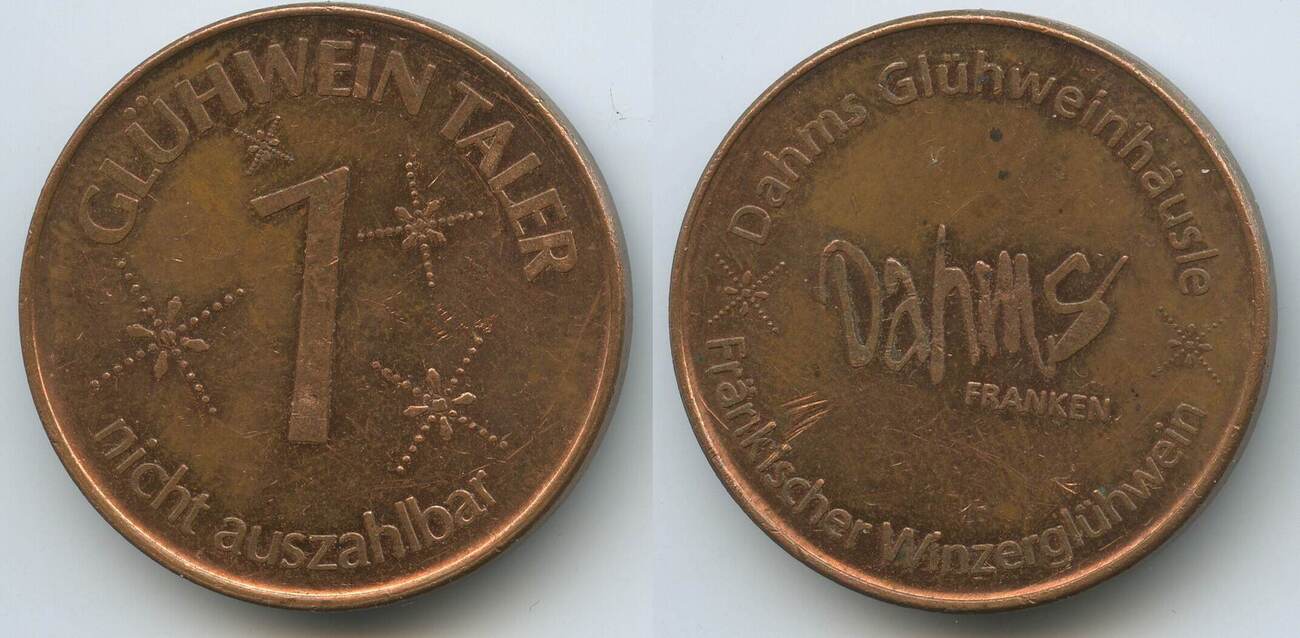 GLÜHWEIN TALER
1
nicht auszahlbar
Dahms Glühweinhäusle
Dahms
FRANKEN
Fränkischer Winzerglühwein